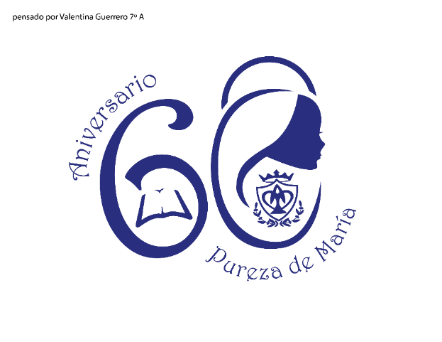 pensado por Valentina Guerrero 7º A
Aniversario
60
Pureza de María